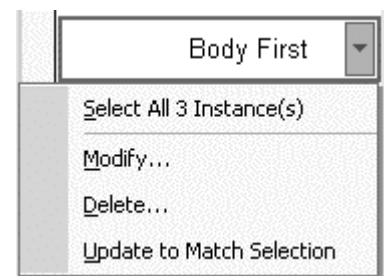 Body First
Select All 3 Instance(s)
Modify...
Delete...
Update to Match Selection